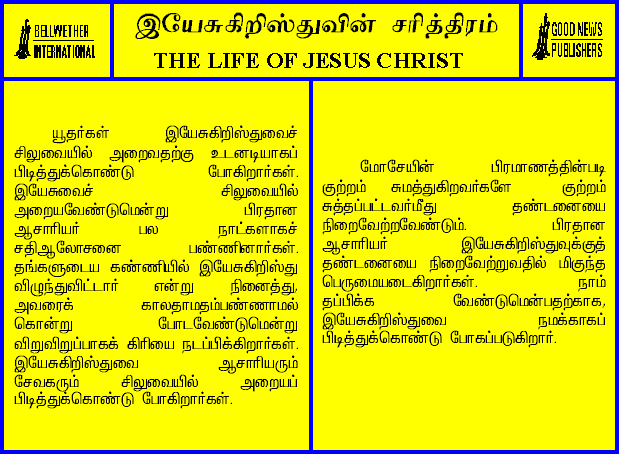 BELLWETHER
INTERNATIONAL
இயேசுகிறிஸ்துவின் சரித்திரம்
THE LIFE OF JESUS CHRIST
GOOD NEWS
PUBLISHERS
யூதர்கள் இயேசுகிறிஸ்துவைச்
சிலுவையில் அறைவதற்கு உடனடியாகப்
பிடித்துக்கொண்டு போகிறார்கள்.
இயேசுவைச் சிலுவையில்
அறையவேண்டுமென்று பிரதான
ஆசாரியர் பல நாட்களாகச்
சதிஆலோசனை பண்ணினார்கள்.
தங்களுடைய கண்ணியில் இயேசுகிறிஸ்து
விழுந்துவிட்டார் என்று நினைத்து,
அவரைக் காலதாமதம்பண்ணாமல்
கொன்று போடவேண்டுமென்று
விறுவிறுப்பாகக் கிரியை நடப்பிக்கிறார்கள்.
இயேசுகிறிஸ்துவை ஆசாரியரும்
சேவகரும் சிலுவையில் அறையப்
பிடித்துக்கொண்டு போகிறார்கள்.
மோசேயின் பிரமாணத்தின்படி
குற்றம் சுமத்துகிறவர்களே குற்றம்
சுத்தப்பட்டவர்மீது தண்டனையை
நிறைவேற்றவேண்டும். பிரதான
ஆசாரியர் இயேசுகிறிஸ்துவுக்குத்
தண்டனையை நிறைவேற்றுவதில் மிகுந்த
பெருமையடைகிறார்கள். நாம்
தப்பிக்க வேண்டுமென்பதற்காக,
இயேசுகிறிஸ்துவை நமக்காகப்
பிடித்துக்கொண்டு போகப்படுகிறார்.